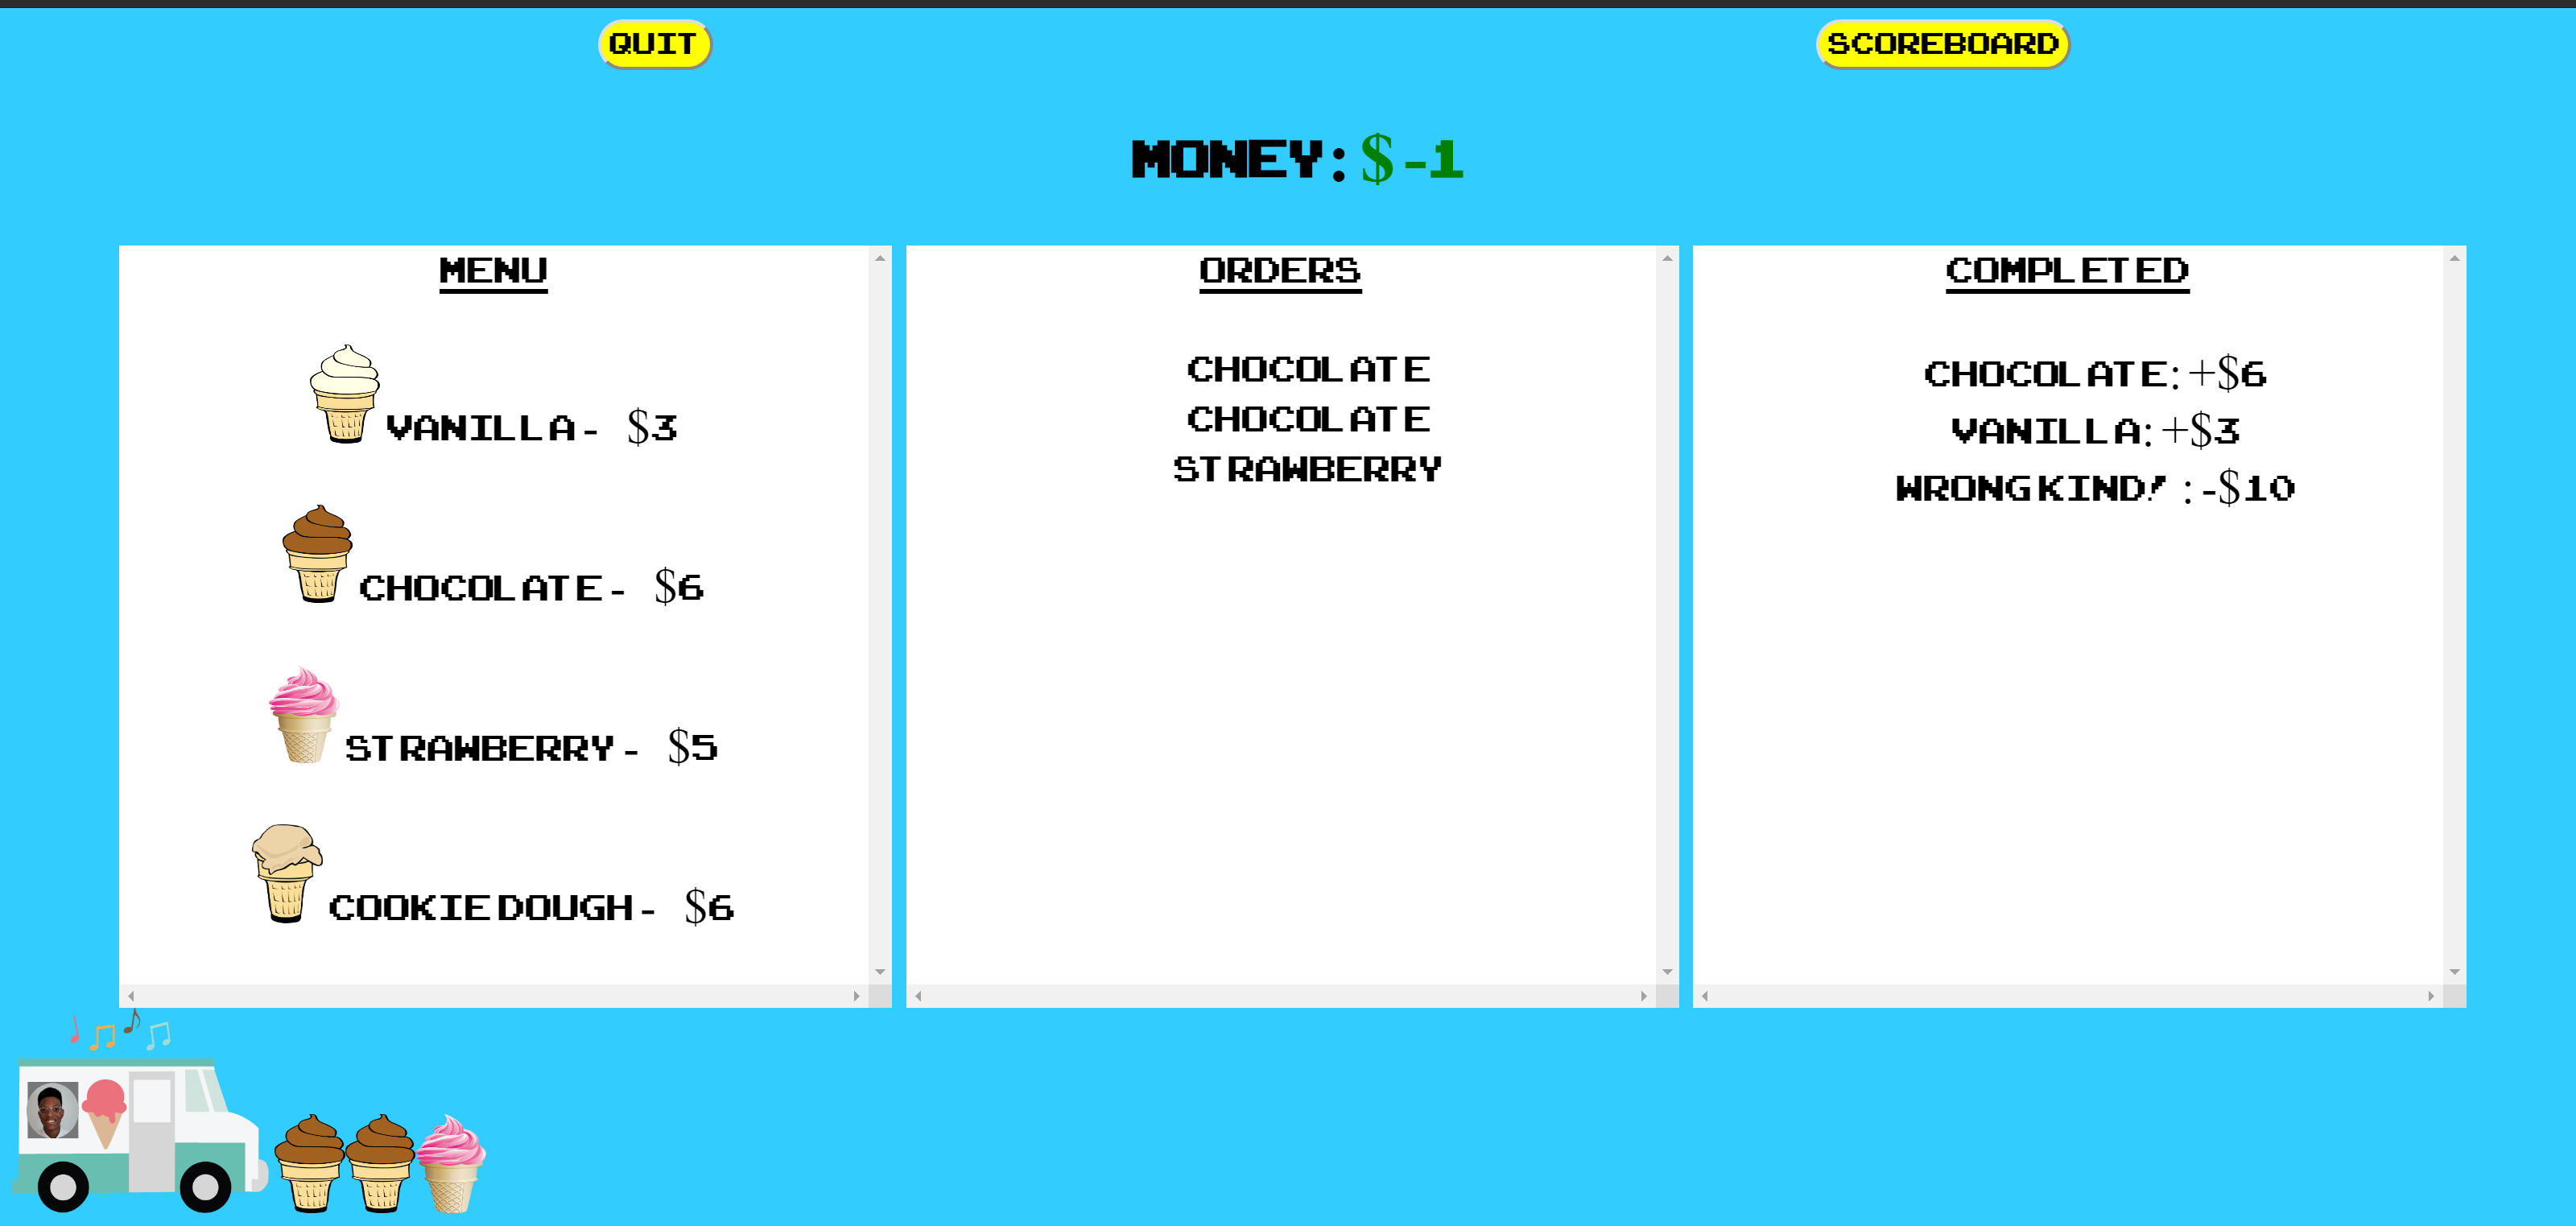 QUIT
SCOREBOARD
MONEY: $ -1
MENU
VANILLA - $3
CHOCOLATE - $6
STRAWBERRY - $5
COOKIE DOUGH - $6
ORDERS
CHOCOLATE
CHOCOLATE
STRAWBERRY
COMPLETED
CHOCOLATE: +$6
VANILLA: +$3
WRONG KIND! : -$10